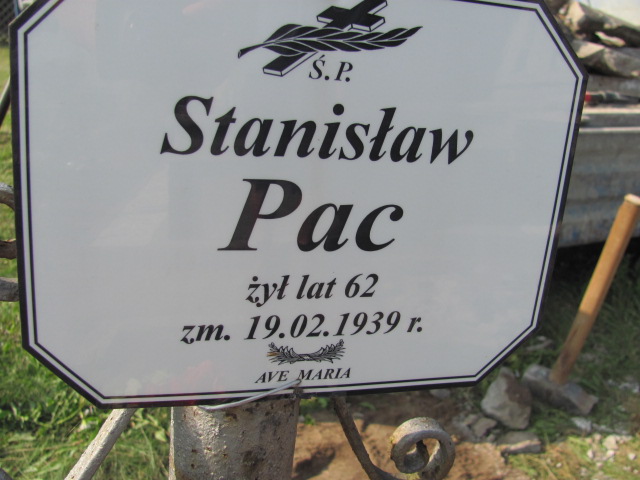 Ś.P.
Stanisław
Pac
żył lat 62
zm. 19.02.1939 r.
AVE MARIA